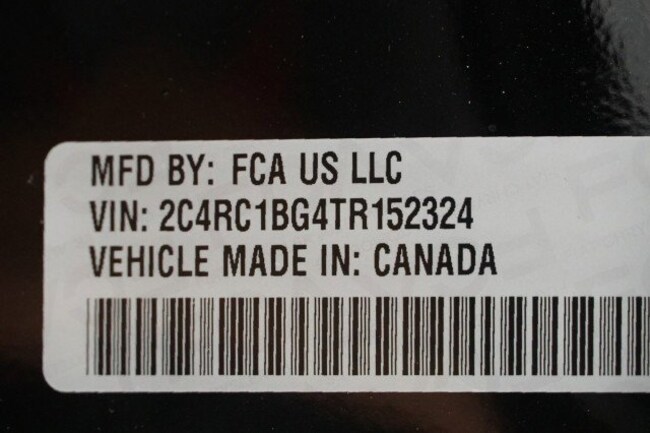 MFD BY: FCA US LLC
VIN: 2C4RC1BG4TR152324
VEHICLE MADE IN: CANADA